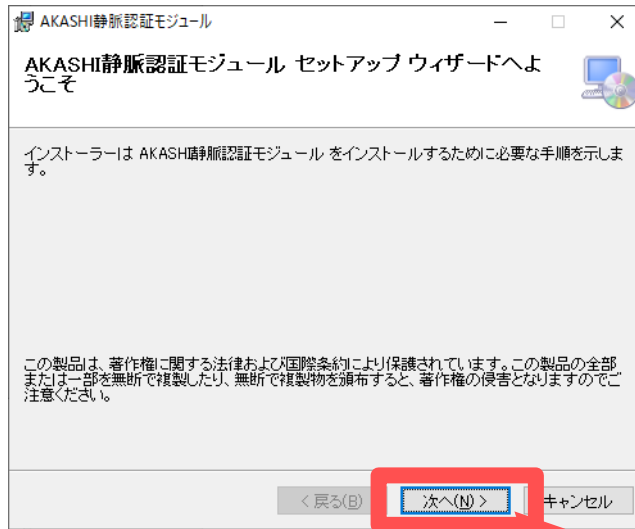 AKASHI静脈認証モジュール
AKASHI静脈認証モジュール セットアップ ウィザードへよ
うこそ
インストーラーは AKASHI静脈認証モジュール をインストールするために必要な手順を示しま
す。
この製品は、著作権に関する法律および国際条約により保護されています。この製品の全部
または一部を無断で複製したり、無断で複製物を頒布すると、著作権の侵害となりますのでご
注意ください。
< 戻る(B)
次へ(N) >
キャンセル